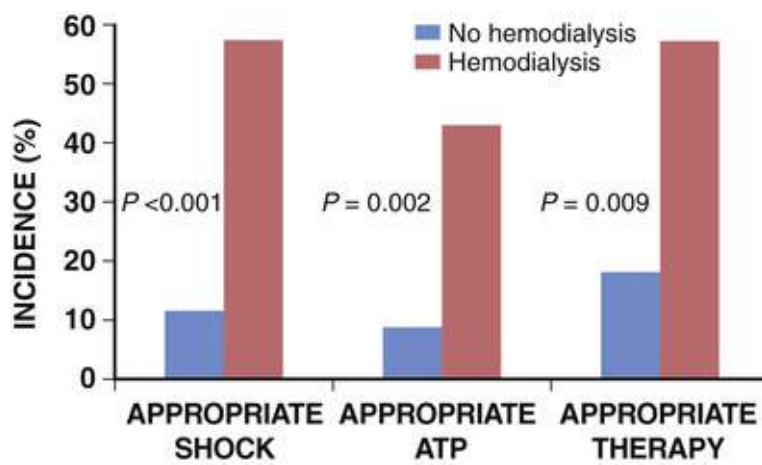 60
50
40
30
20
10
0
INCIDENCE (%)
No hemodialysis
Hemodialysis
P <0.001
P = 0.002
P = 0.009
APPROPRIATE
SHOCK
APPROPRIATE
ATP
APPROPRIATE
THERAPY